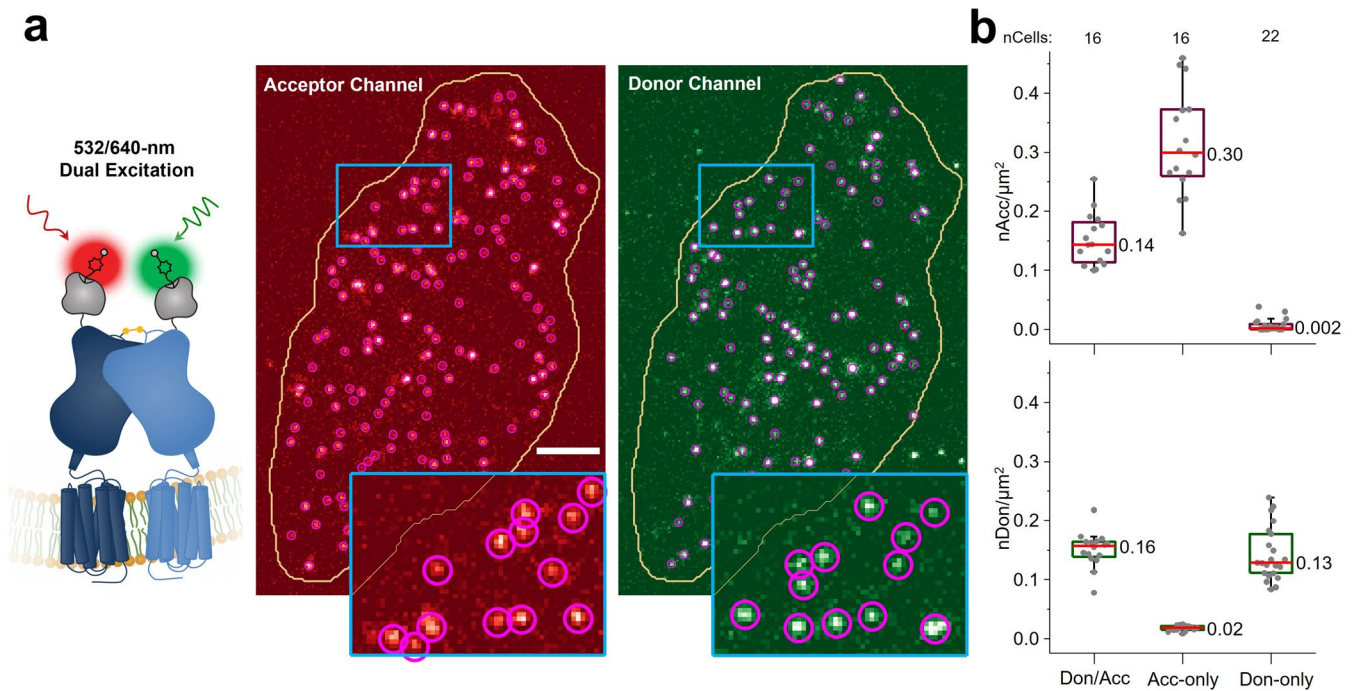 a
532/640-nm
Dual Excitation
Acceptor Channel
Donor Channel
b
nCells:
16
16
22
nAcc/µm²
0.4
0.3
0.2
0.1
0.0
0.14
0.30
0.002
nDon/µm²
0.4
0.3
0.2
0.1
0.0
0.16
0.02
0.13
Don/Acc
Acc-only
Don-only